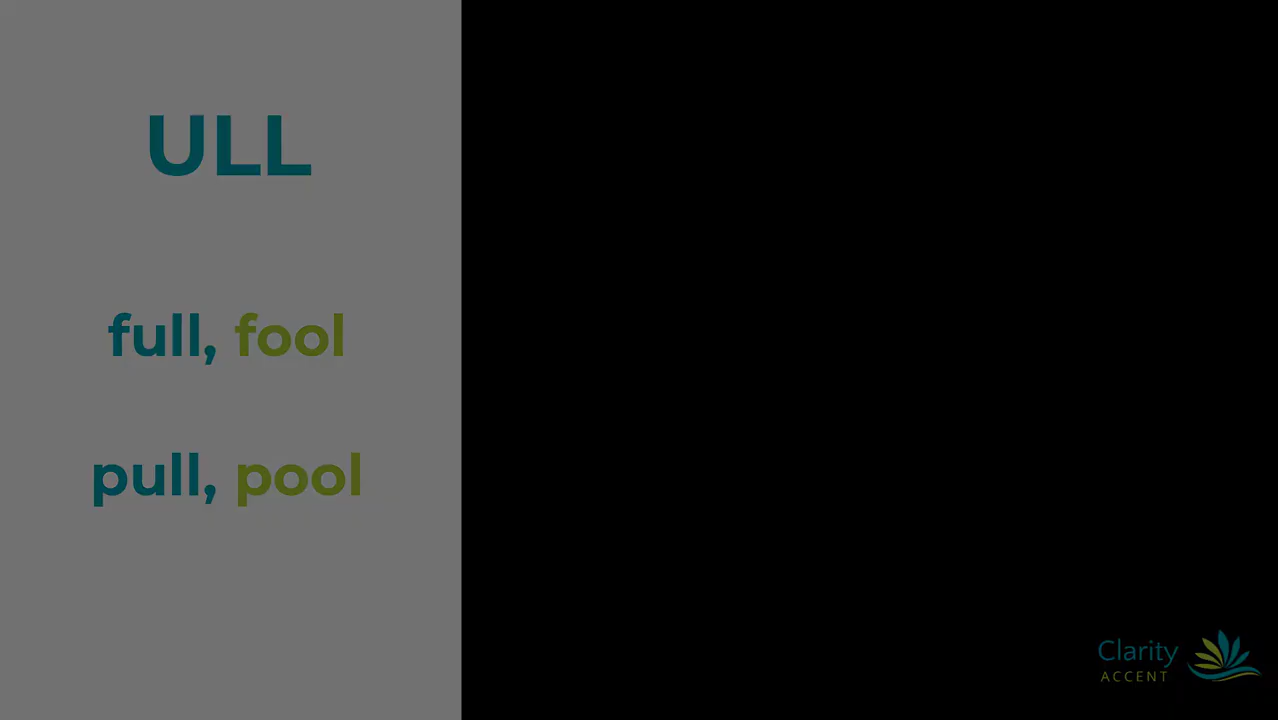 ULL
full, fool
pull, pool
Clarity
ACCENT